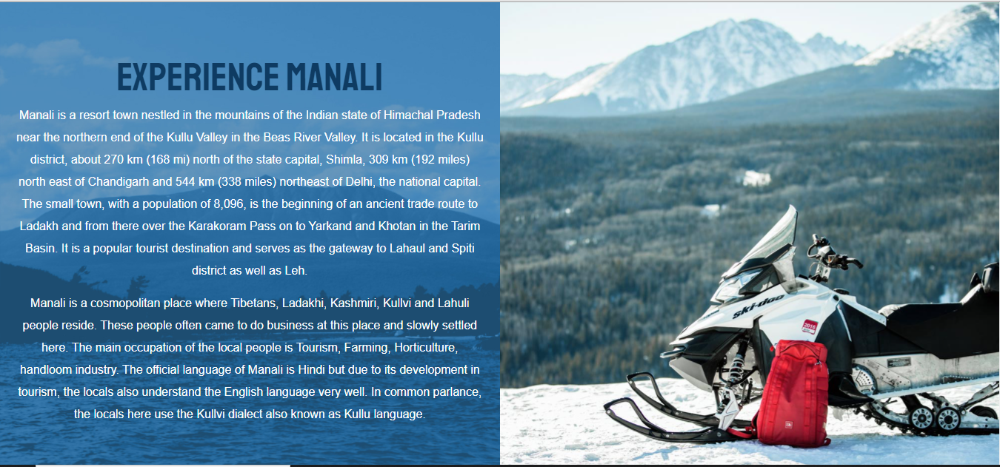 EXPERIENCE MANALI
Manali is a resort town nestled in the mountains of the Indian state of Himachal Pradesh
near the northern end of the Kullu Valley in the Beas River Valley. It is located in the Kullu
district, about 270 km (168 mi) north of the state capital, Shimla, 309 km (192 miles)
north east of Chandigarh and 544 km (338 miles) northeast of Delhi, the national capital.
The small town, with a population of 8,096, is the beginning of an ancient trade route to
Ladakh and from there over the Karakoram Pass on to Yarkand and Khotan in the Tarim
Basin. It is a popular tourist destination and serves as the gateway to Lahaul and Spiti
district as well as Leh.
Manali is a cosmopolitan place where Tibetans, Ladakhi, Kashmiri, Kullvi and Lahuli
people reside. These people often came to do business at this place and slowly settled
here. The main occupation of the local people is Tourism, Farming, Horticulture,
handloom industry. The official language of Manali is Hindi but due to its development in
tourism, the locals also understand the English language very well. In common parlance,
the locals here use the Kullvi dialect also known as Kullu language.
ski-doo
2016